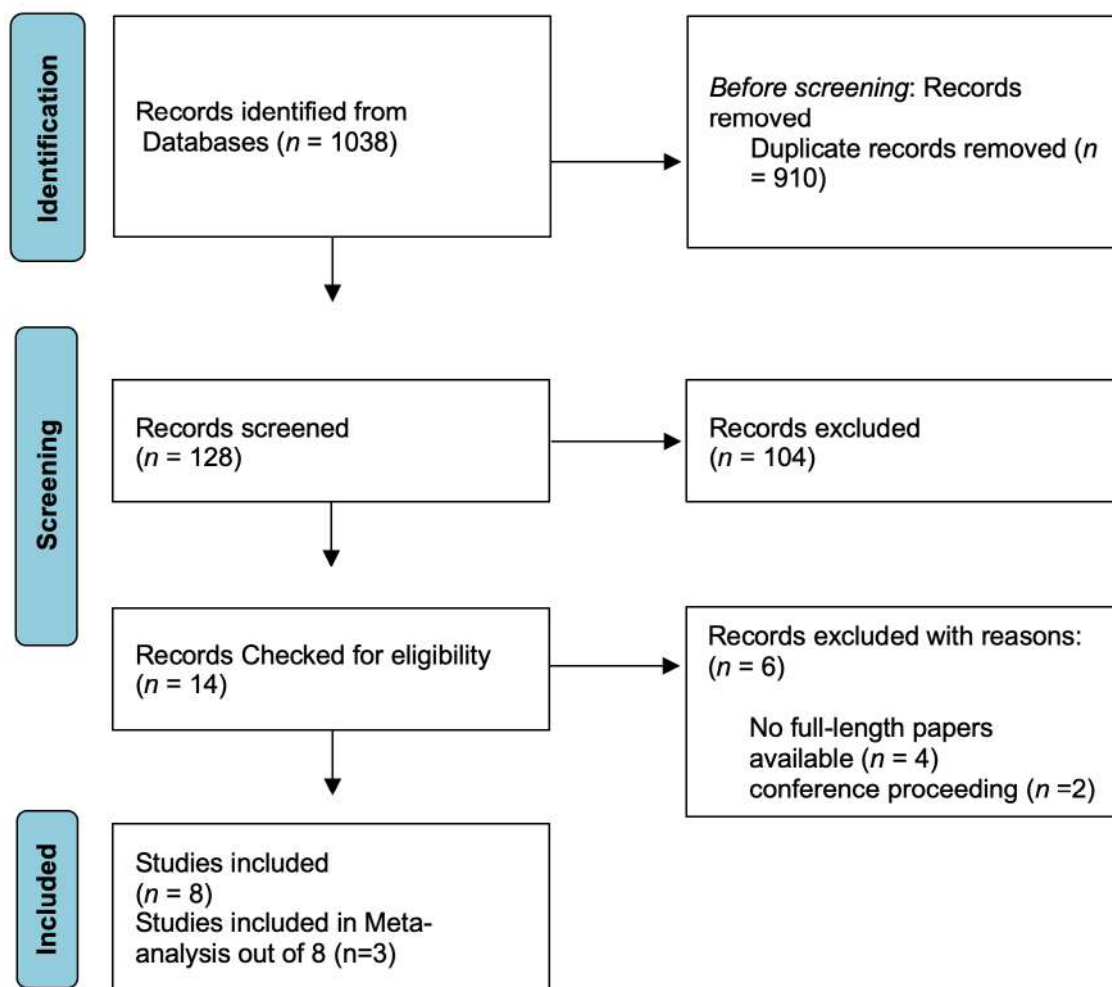 Identification
Records identified from
Databases (n = 1038)
Before screening: Records
removed
Duplicate records removed (n
= 910)
Screening
Records screened
(n = 128)
Records excluded
(n = 104)
Records Checked for eligibility
(n = 14)
Records excluded with reasons:
(n = 6)
No full-length papers
available (n = 4)
conference proceeding (n =2)
Included
Studies included
(n = 8)
Studies included in Meta-
analysis out of 8 (n=3)